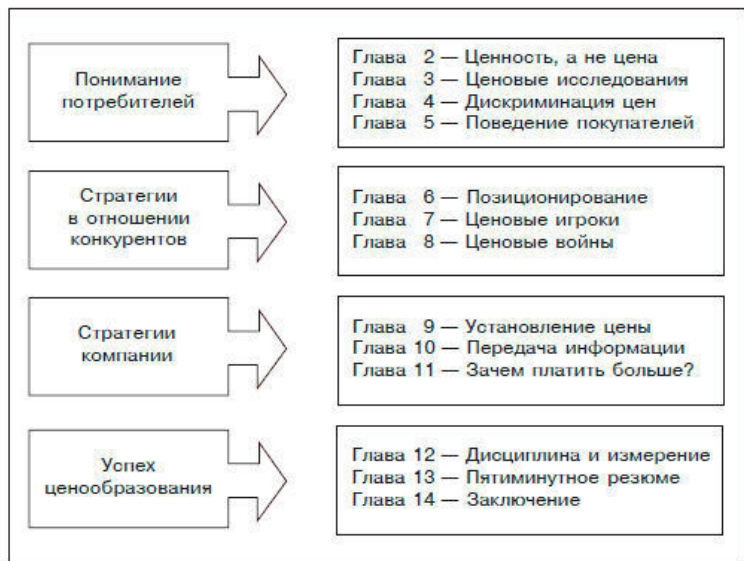 Понимание
потребителей
Глава 2 — Ценность, а не цена
Глава 3 — Ценовые исследования
Глава 4 — Дискриминация цен
Глава 5 — Поведение покупателей
Стратегии
в отношении
конкурентов
Глава 6 — Позиционирование
Глава 7 — Ценовые игроки
Глава 8 — Ценовые войны
Стратегии
компании
Глава 9 — Установление цены
Глава 10 — Передача информации
Глава 11 — Зачем платить больше?
Успех
ценообразования
Глава 12 — Дисциплина и измерение
Глава 13 — Пятиминутное резюме
Глава 14 — Заключение